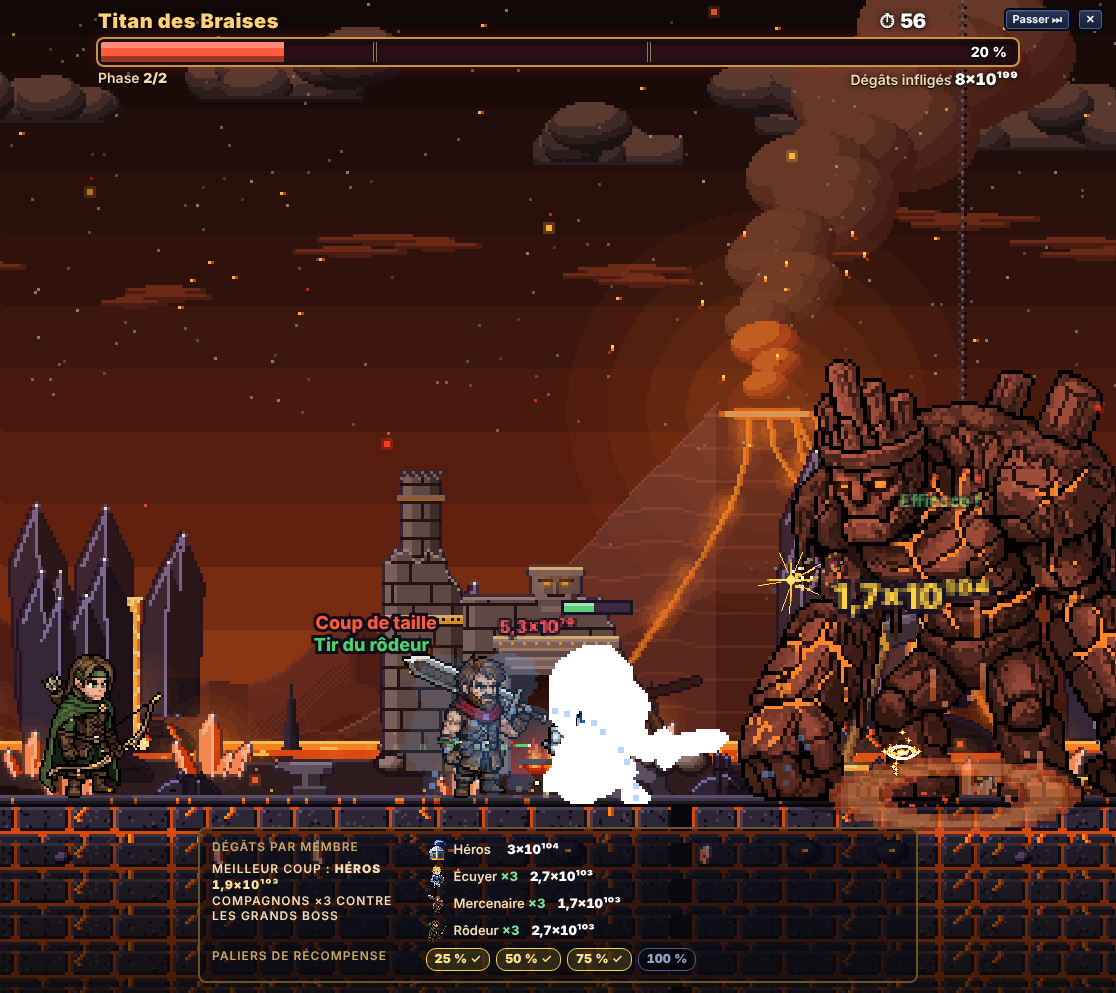 Titan des Braises
⏱ 56
Passer ⏭
✕
20 %
Phase 2/2
Dégâts infligés 8×10¹⁹⁹
Efficace !
1,7×10¹⁰⁴
Coup de taille
Tir du rôdeur
DÉGÂTS PAR MEMBRE
MEILLEUR COUP : HÉROS
1,9×10¹⁰³
COMPAGNONS ×3 CONTRE
LES GRANDS BOSS
Héros 3×10¹⁰⁴
Écuyer ×3 2,7×10¹⁰³
Mercenaire ×3 1,7×10¹⁰³
Rôdeur ×3 2,7×10¹⁰³
PALIERS DE RÉCOMPENSE
25 % ✓ 50 % ✓ 75 % ✓ 100 %